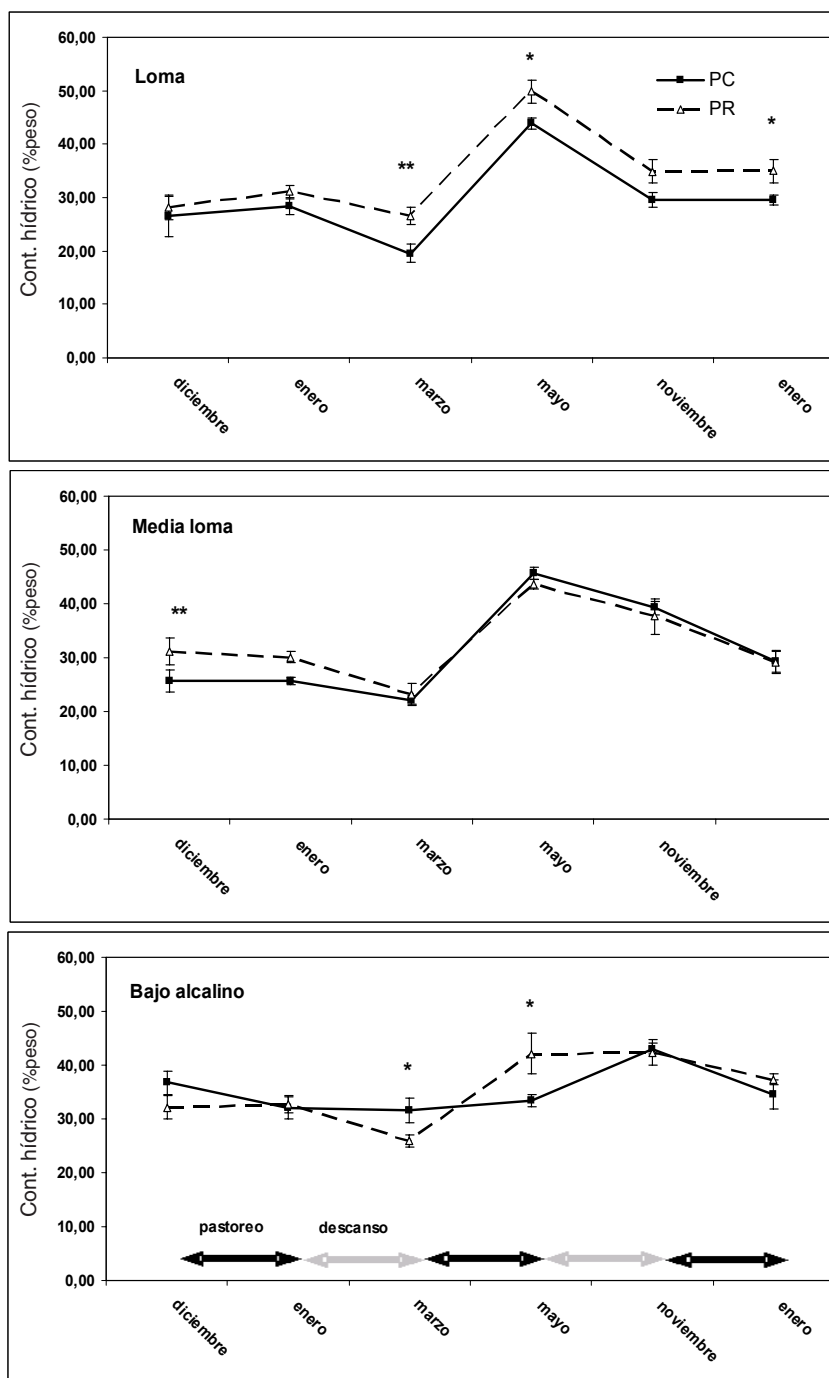 Cont. hídrico (%peso)
60,00
50,00
40,00
30,00
20,00
10,00
0,00
Loma
PC
PR
**
*
*
diciembre
enero
marzo
mayo
noviembre
enero
Cont. hídrico (%peso)
60,00
50,00
40,00
30,00
20,00
10,00
0,00
Media loma
**
diciembre
enero
marzo
mayo
noviembre
Cont. hídrico (%peso)
60,00
50,00
40,00
30,00
20,00
10,00
0,00
Bajo alcalino
*
*
pastoreo
descanso
diciembre
enero
marzo
mayo
noviembre
enero